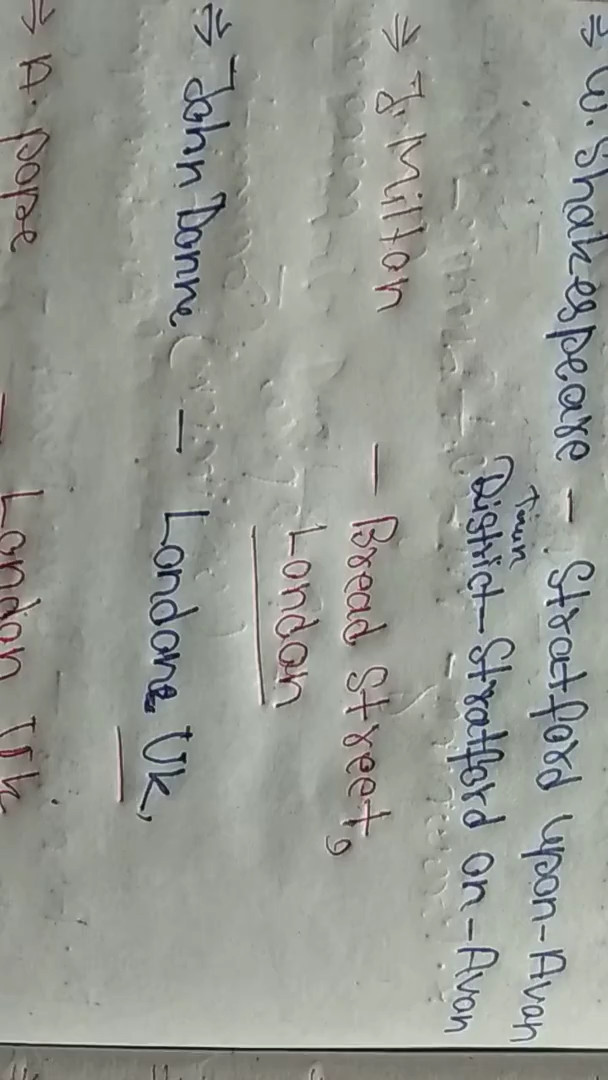 ⇒ W. Shakespeare - Stratford upon-Avon
Town
District-Stratford on-Avon
⇒ J. Milton - Bread Street,
London
⇒ John Donne - London UK,
⇒ A. Pope - London Uk